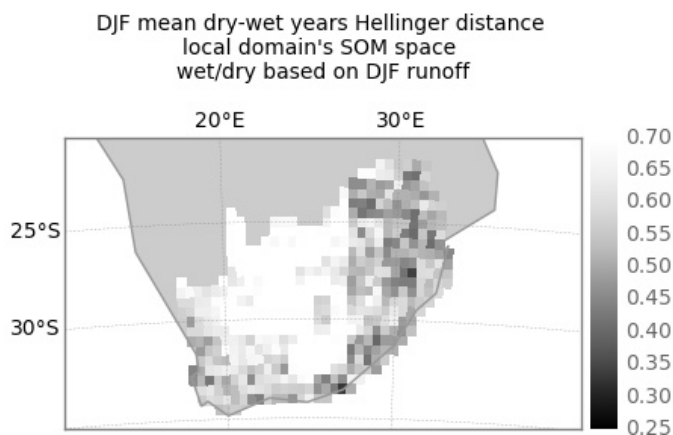 DJF mean dry-wet years Hellinger distance
local domain's SOM space
wet/dry based on DJF runoff
20°E 30°E
0.70
0.65
25°S
0.60
0.55
0.50
0.45
0.40
30°S
0.35
0.30
0.25